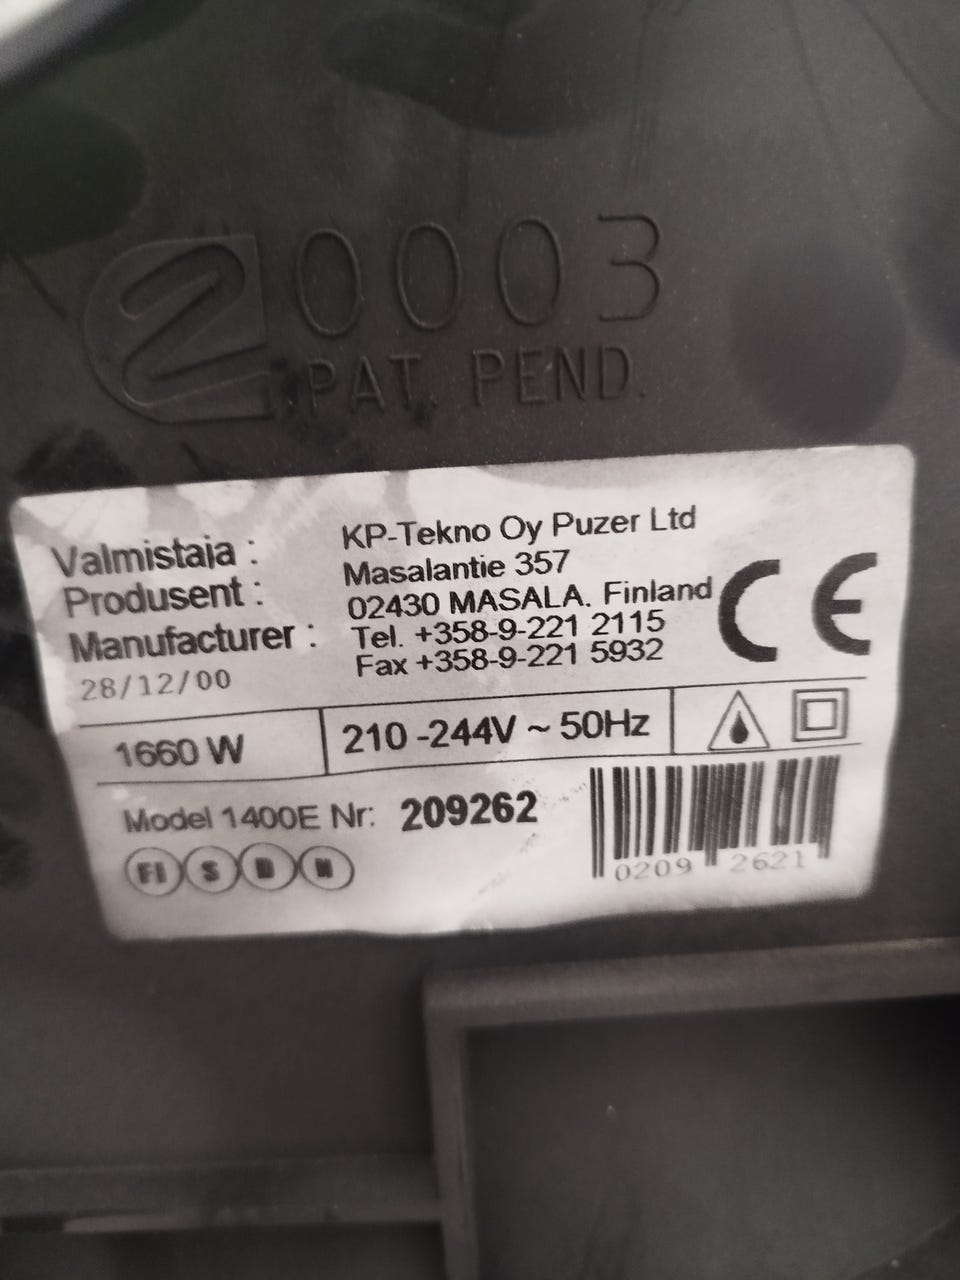 0003
PAT. PEND.
Valmistaja : KP-Tekno Oy Puzer Ltd
Produsent : Masalantie 357
Manufacturer : 02430 MASALA. Finland
Tel. +358-9-221 2115
Fax +358-9-221 5932
CE
28/12/00
1660 W 210 -244V ~ 50Hz
Model 1400E Nr: 209262
FI S D N
0209 2621